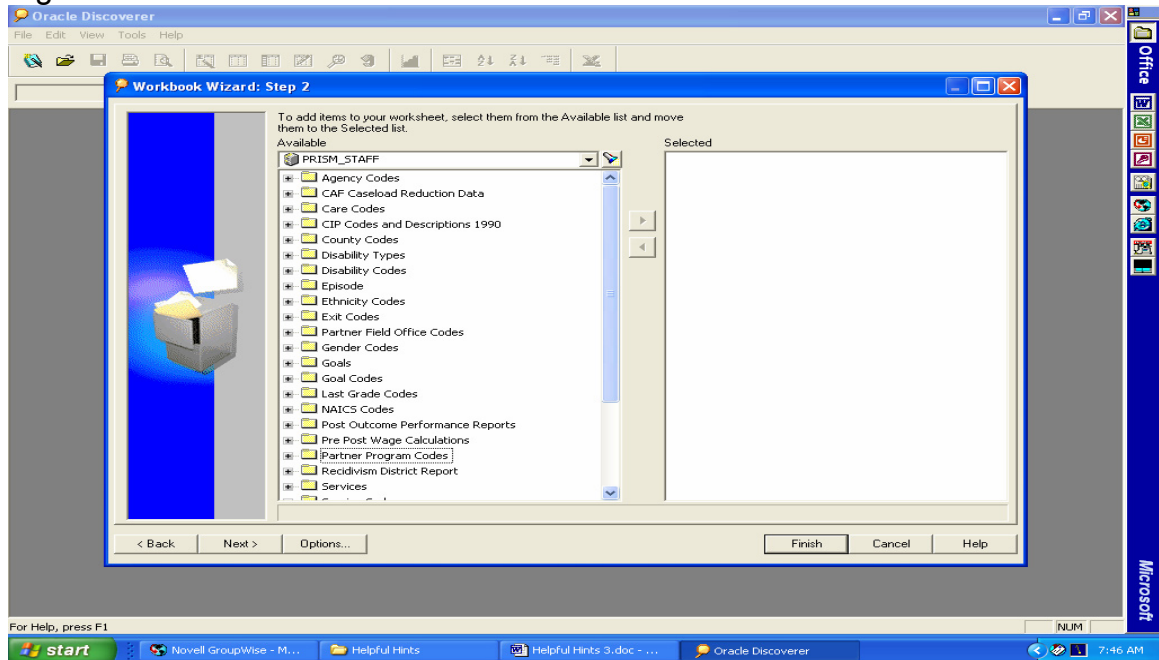 Oracle Discoverer
File Edit View Tools Help
Workbook Wizard: Step 2
To add items to your worksheet, select them from the Available list and move
them to the Selected list.
Available
Selected
PRISM_STAFF
Agency Codes
CAF Caseload Reduction Data
Care Codes
CIP Codes and Descriptions 1990
County Codes
Disability Types
Disability Codes
Episode
Ethnicity Codes
Exit Codes
Partner Field Office Codes
Gender Codes
Goals
Goal Codes
Last Grade Codes
NAICS Codes
Post Outcome Performance Reports
Pre Post Wage Calculations
Partner Program Codes
Recidivism District Report
Services
< Back Next > Options... Finish Cancel Help
Office
Microsoft
For Help, press F1
NUM
start
Novell GroupWise - M...
Helpful Hints
Helpful Hints 3.doc - ...
Oracle Discoverer
7:46 AM